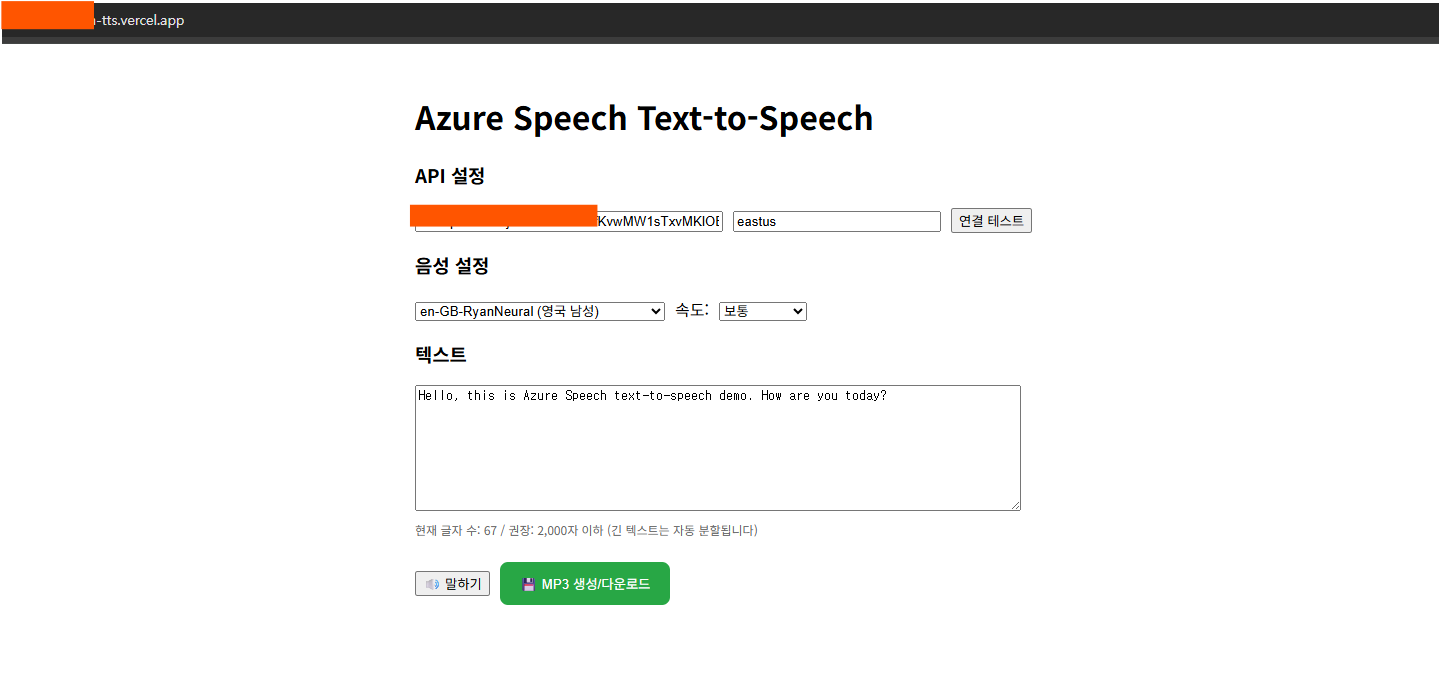 -tts.vercel.app
Azure Speech Text-to-Speech
API 설정
KvwMW1sTxvMKlOE eastus 연결 테스트
음성 설정
en-GB-RyanNeural (영국 남성) 속도: 보통
텍스트
Hello, this is Azure Speech text-to-speech demo. How are you today?
현재 글자 수: 67 / 권장: 2,000자 이하 (긴 텍스트는 자동 분할됩니다)
말하기 MP3 생성/다운로드